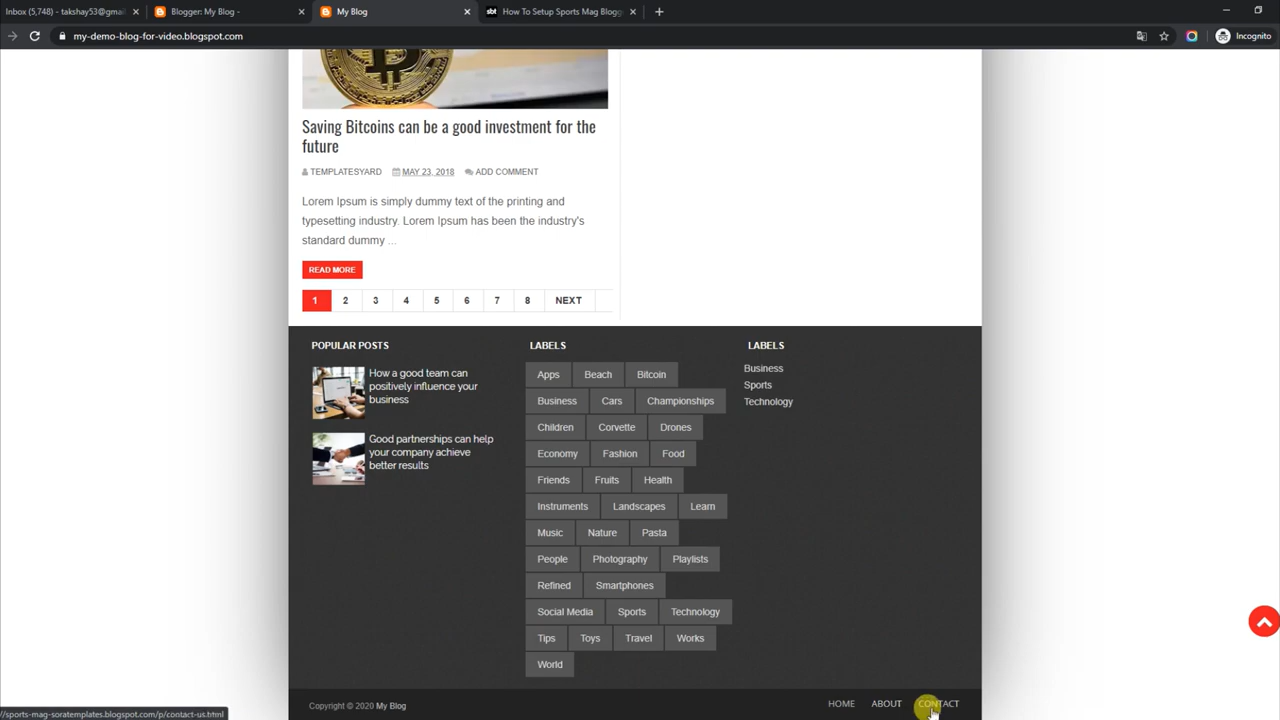 Inbox (5,748) - takshay53@gmai
Blogger: My Blog -
My Blog
How To Setup Sports Mag Blogg
my-demo-blog-for-video.blogspot.com
Incognito
Saving Bitcoins can be a good investment for the
future
TEMPLATESYARD MAY 23, 2018 ADD COMMENT
Lorem Ipsum is simply dummy text of the printing and
typesetting industry. Lorem Ipsum has been the industry's
standard dummy ...
READ MORE
1 2 3 4 5 6 7 8 NEXT
POPULAR POSTS
How a good team can
positively influence your
business
Good partnerships can help
your company achieve
better results
LABELS
Apps Beach Bitcoin
Business Cars Championships
Children Corvette Drones
Economy Fashion Food
Friends Fruits Health
Instruments Landscapes Learn
Music Nature Pasta
People Photography Playlists
Refined Smartphones
Social Media Sports Technology
Tips Toys Travel Works
World
LABELS
Business
Sports
Technology
Copyright © 2020 My Blog
HOME ABOUT CONTACT
//sports-mag-soratemplates.blogspot.com/p/contact-us.html